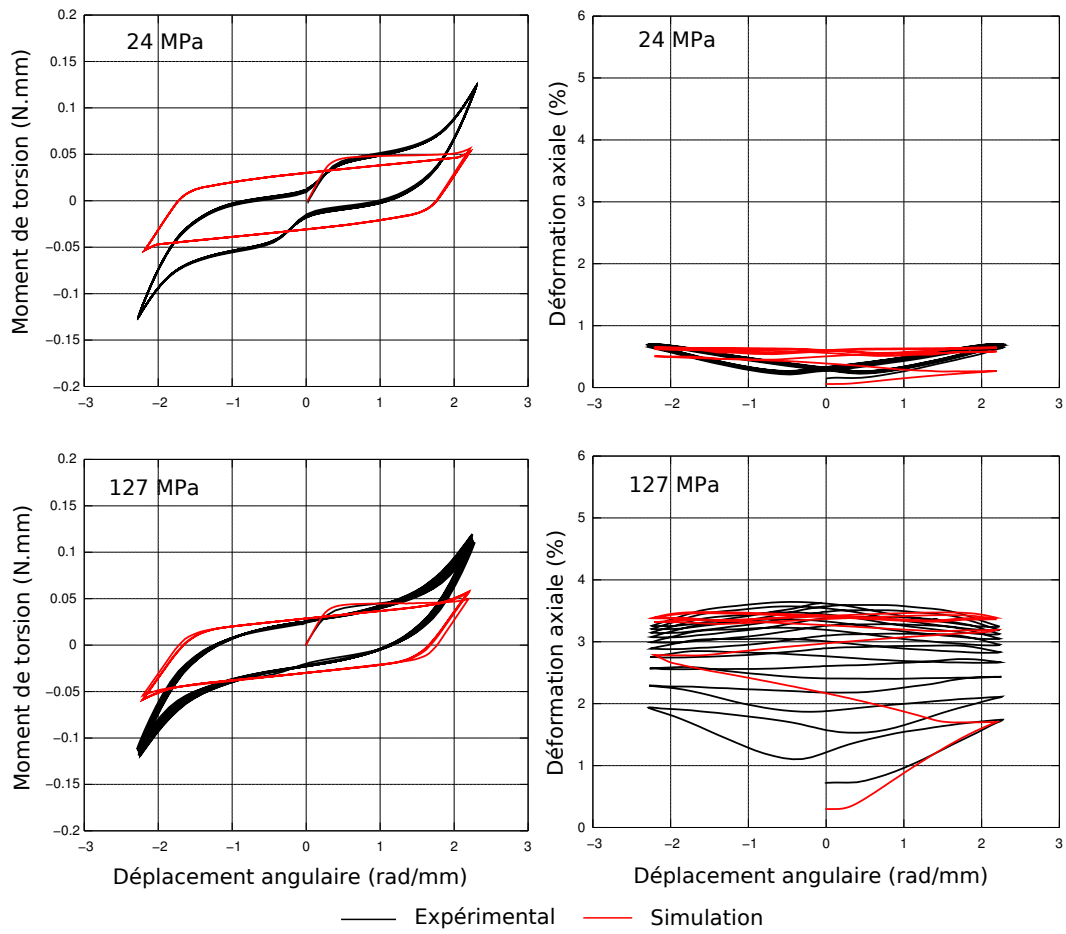 24 MPa
Moment de torsion (N.mm)
0.2
0.15
0.1
0.05
0
−0.05
−0.1
−0.15
−0.2
−3 −2 −1 0 1 2 3
24 MPa
Déformation axiale (%)
6
5
4
3
2
1
0
−3 −2 −1 0 1 2 3
127 MPa
Moment de torsion (N.mm)
0.2
0.15
0.1
0.05
0
−0.05
−0.1
−0.15
−0.2
−3 −2 −1 0 1 2 3
Déplacement angulaire (rad/mm)
127 MPa
Déformation axiale (%)
6
5
4
3
2
1
0
−3 −2 −1 0 1 2 3
Déplacement angulaire (rad/mm)
Expérimental Simulation